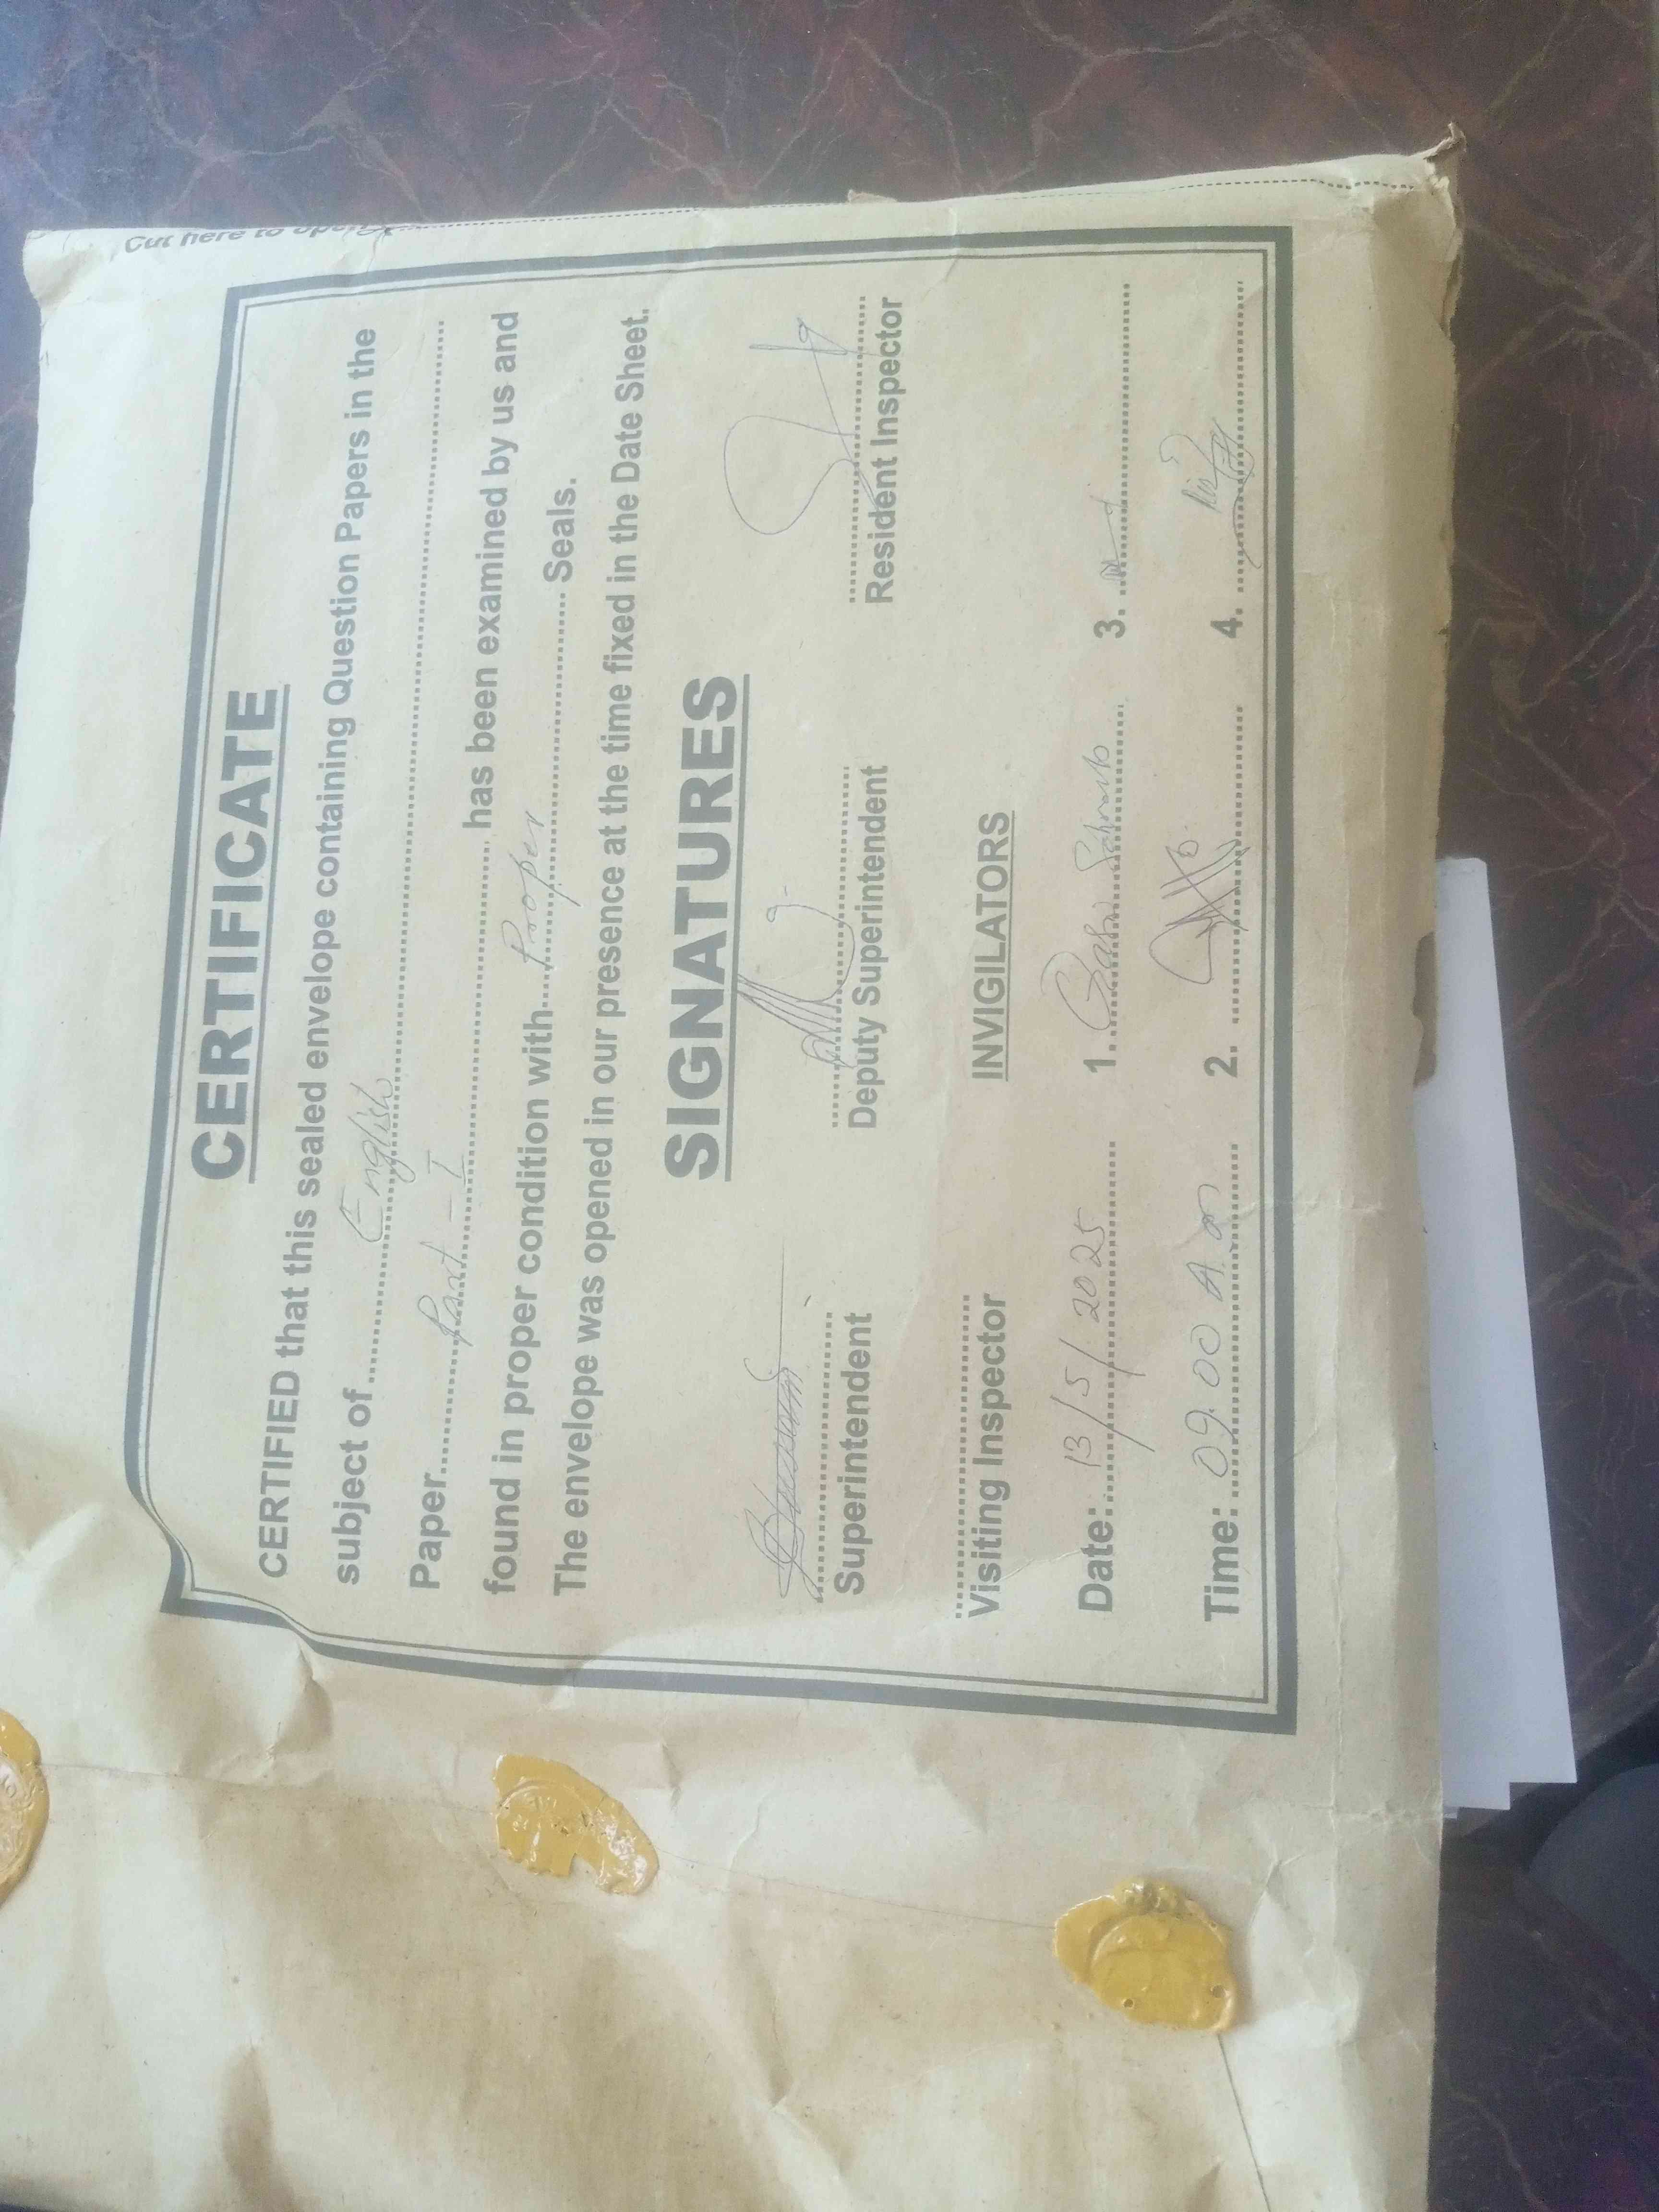 Cut here to open
CERTIFICATE
CERTIFIED that this sealed envelope containing Question Papers in the
subject of English
Paper Part - I has been examined by us and
found in proper condition with Proper Seals.
The envelope was opened in our presence at the time fixed in the Date Sheet.
SIGNATURES
Superintendent Deputy Superintendent Resident Inspector
Visiting Inspector INVIGILATORS
Date: 13/5/2025 1. 3.
Time: 09.00 A.m 2. 4.